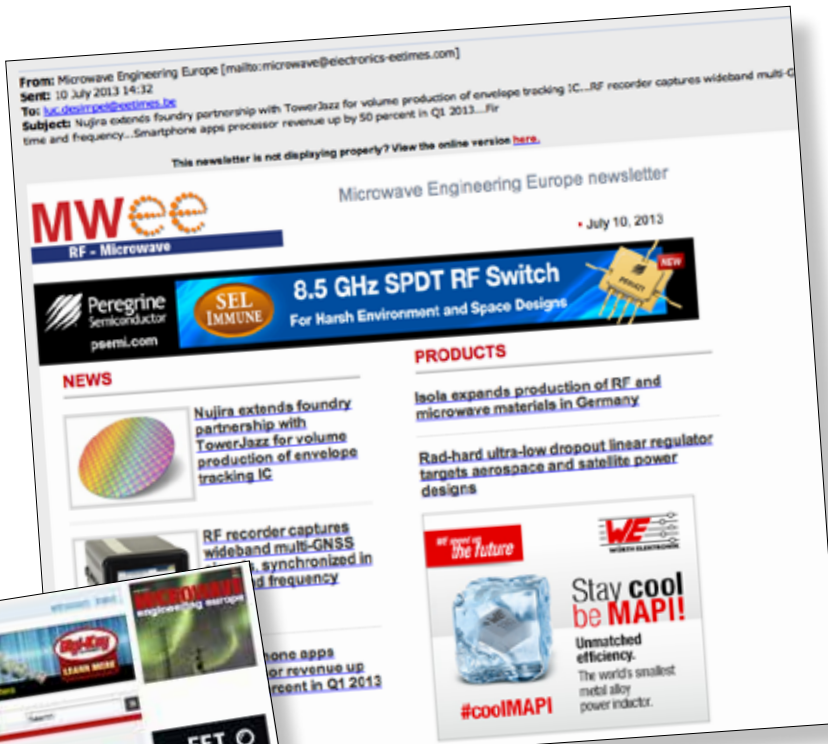 From: Microwave Engineering Europe [mailto:microwave@electronics-eetimes.com]
Sent: 10 July 2013 14:32
To: luc.desimpel@eetimes.be
Subject: Nujira extends foundry partnership with TowerJazz for volume production of envelope tracking IC...RF recorder captures wideband multi-G
time and frequency...Smartphone apps processor revenue up by 50 percent in Q1 2013....Fir
This newsletter is not displaying properly? View the online version here.
MWee
RF - Microwave
Microwave Engineering Europe newsletter
• July 10, 2013
Peregrine
Semiconductor
psemi.com
SEL
IMMUNE
8.5 GHz SPDT RF Switch
For Harsh Environment and Space Designs
NEW
NEWS
Nujira extends foundry
partnership with
TowerJazz for volume
production of envelope
tracking IC
RF recorder captures
wideband multi-GNSS
, synchronized in
d frequency
hone apps
or revenue up
rcent in Q1 2013
PRODUCTS
Isola expands production of RF and
microwave materiels in Germany
Rad-hard ultra-low dropout linear regulator
targets aerospace and satellite power
designs
WE speed up
the future
WE
WÜRTH ELEKTRONIK
Stay cool
be MAPI!
Unmatched
efficiency.
The world's smallest
metal alloy
power inductor.
#coolMAPI
MICROWAVE
engineering europe
Digi-Key
LEARN MORE
Search
EET